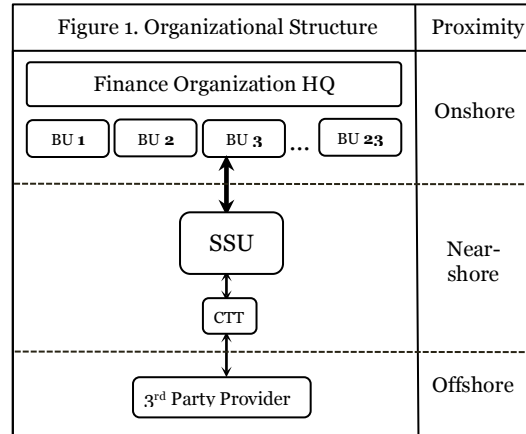 Figure 1. Organizational Structure
Proximity
Finance Organization HQ
BU 1
BU 2
BU 3
...
BU 23
Onshore
SSU
Near-
shore
CTT
3rd Party Provider
Offshore